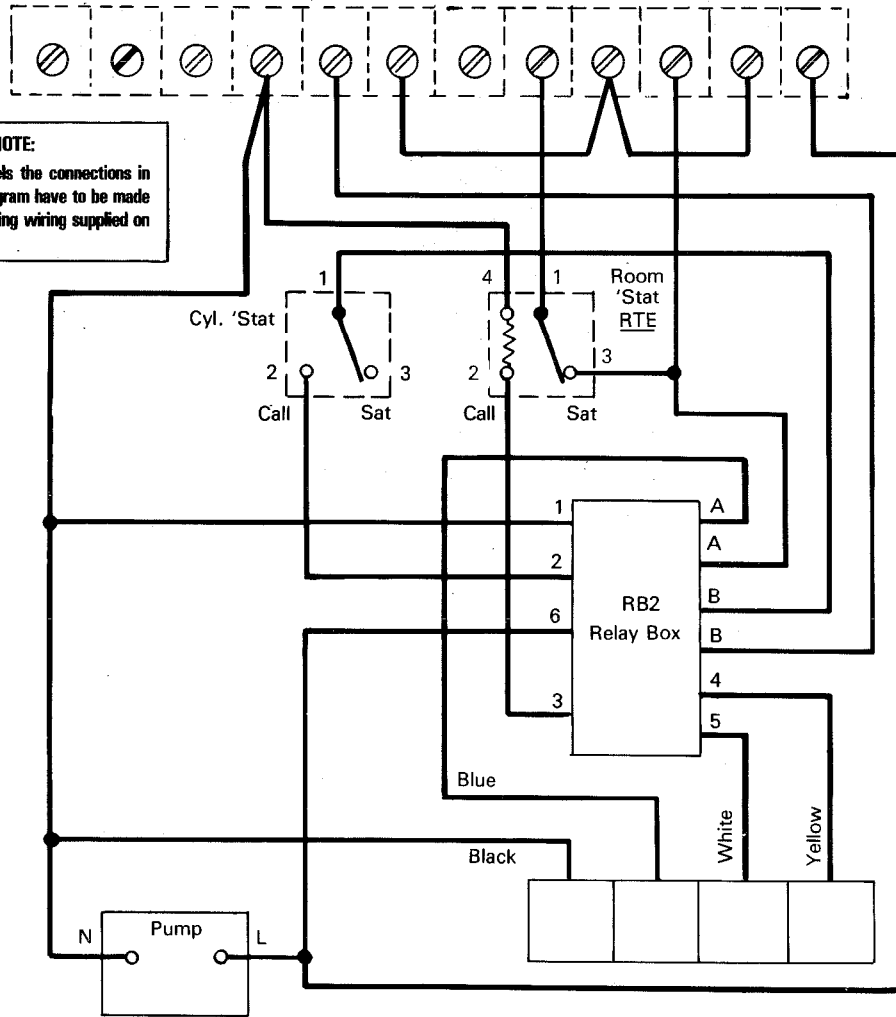 NOTE:
els the connections in
gram have to be made
ing wiring supplied on
1
4
1
Room
'Stat
RTE
Cyl. 'Stat
3
2
3
2
Call
Sat
Call
Sat
1
A
A
2
B
6
RB2
Relay Box
B
4
3
5
Blue
White
Yellow
Black
N
Pump
L